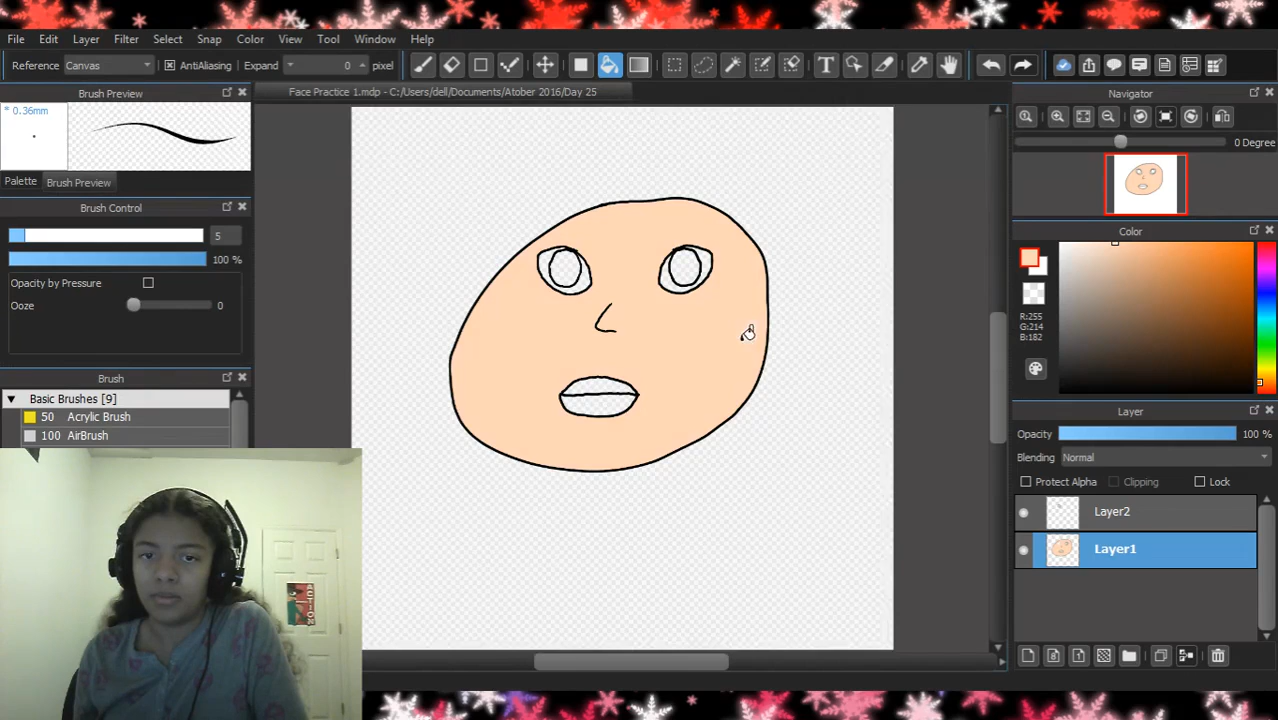 File Edit Layer Filter Select Snap Color View Tool Window Help
Reference Canvas AntiAliasing Expand 0 pixel
Brush Preview
Face Practice 1.mdp - C:/Users/dell/Documents/Atober 2016/Day 25
Navigator
* 0.36mm
0 Degree
Palette Brush Preview
Brush Control
5
100 %
Opacity by Pressure
Ooze 0
Brush
Basic Brushes [9]
50 Acrylic Brush
100 AirBrush
Color
R:255
G:214
B:182
Layer
Opacity 100 %
Blending Normal
Protect Alpha Clipping Lock
Layer2
Layer1
ACTION